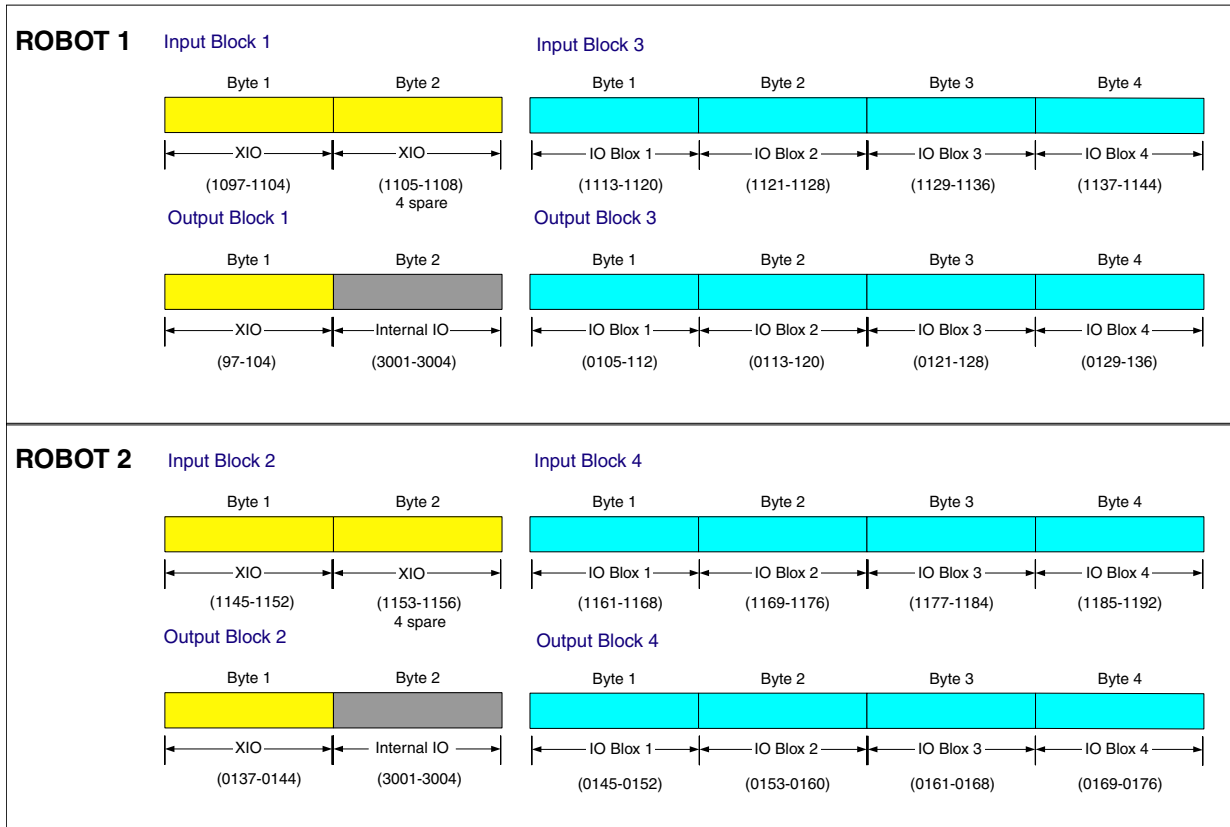 ROBOT 1
Input Block 1
Input Block 3
Byte 1 Byte 2 Byte 1 Byte 2 Byte 3 Byte 4
XIO XIO IO Blox 1 IO Blox 2 IO Blox 3 IO Blox 4
(1097-1104) (1105-1108) (1113-1120) (1121-1128) (1129-1136) (1137-1144)
4 spare
Output Block 1 Output Block 3
Byte 1 Byte 2 Byte 1 Byte 2 Byte 3 Byte 4
XIO Internal IO IO Blox 1 IO Blox 2 IO Blox 3 IO Blox 4
(97-104) (3001-3004) (0105-112) (0113-120) (0121-128) (0129-136)
ROBOT 2
Input Block 2
Input Block 4
Byte 1 Byte 2 Byte 1 Byte 2 Byte 3 Byte 4
XIO XIO IO Blox 1 IO Blox 2 IO Blox 3 IO Blox 4
(1145-1152) (1153-1156) (1161-1168) (1169-1176) (1177-1184) (1185-1192)
4 spare
Output Block 2 Output Block 4
Byte 1 Byte 2 Byte 1 Byte 2 Byte 3 Byte 4
XIO Internal IO IO Blox 1 IO Blox 2 IO Blox 3 IO Blox 4
(0137-0144) (3001-3004) (0145-0152) (0153-0160) (0161-0168) (0169-0176)